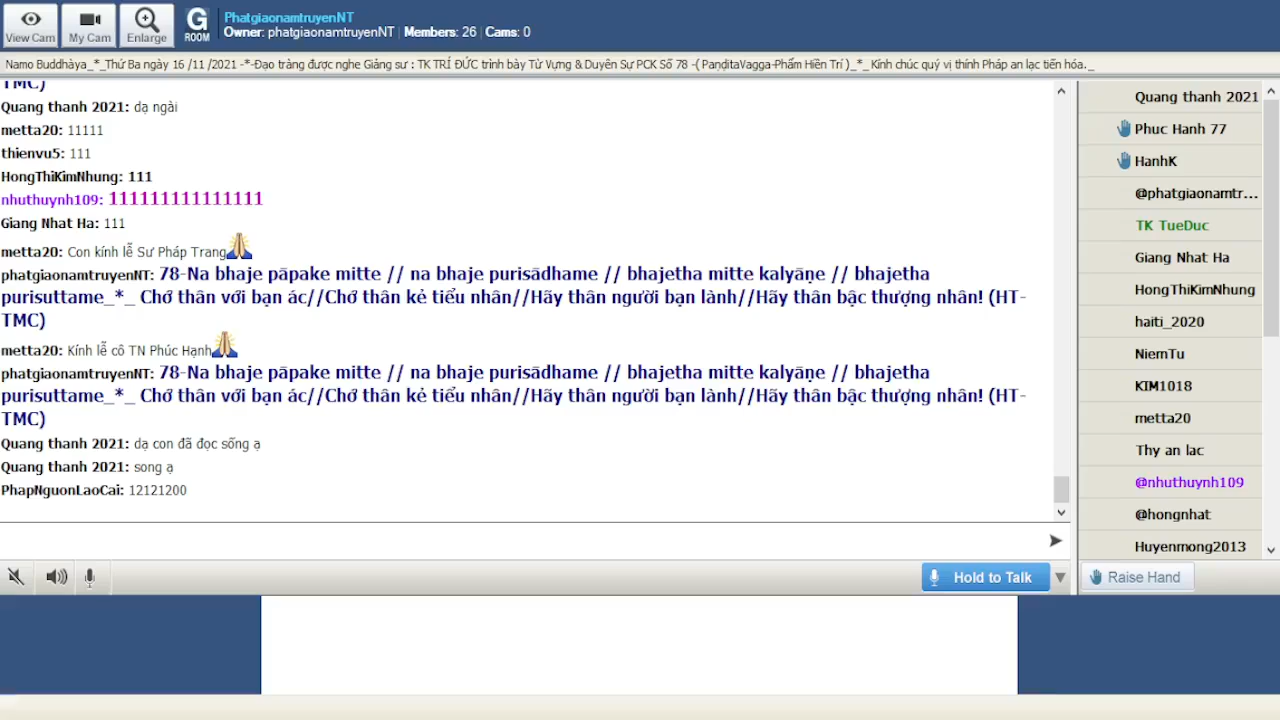 View Cam
My Cam
Enlarge
G
ROOM
PhatgiaonamtruyenNT
Owner: phatgiaonamtruyenNT | Members: 26 | Cams: 0
Namo Buddhàya_*_Thứ Ba ngày 16 /11 /2021 -*-Đạo tràng được nghe Giảng sư : TK TRÍ ĐỨC trình bày Từ Vựng & Duyên Sự PCK Số 78 -( PaṇḍitaVagga-Phẩm Hiền Trí )_*_ Kính chúc quý vị thính Pháp an lạc tiến hóa._
TMC)
Quang thanh 2021: dạ ngài
metta20: 11111
thienvu5: 111
HongThiKimNhung: 111
nhuthuynh109: 111111111111111
Giang Nhat Ha: 111
metta20: Con kính lễ Sư Pháp Trang
phatgiaonamtruyenNT: 78-Na bhaje pāpake mitte // na bhaje purisādhame // bhajetha mitte kalyāṇe // bhajetha
purisuttame_*_ Chớ thân với bạn ác//Chớ thân kẻ tiểu nhân//Hãy thân người bạn lành//Hãy thân bậc thượng nhân! (HT-
TMC)
metta20: Kính lễ cô TN Phúc Hạnh
phatgiaonamtruyenNT: 78-Na bhaje pāpake mitte // na bhaje purisādhame // bhajetha mitte kalyāṇe // bhajetha
purisuttame_*_ Chớ thân với bạn ác//Chớ thân kẻ tiểu nhân//Hãy thân người bạn lành//Hãy thân bậc thượng nhân! (HT-
TMC)
Quang thanh 2021: dạ con đã đọc sống ạ
Quang thanh 2021: song ạ
PhapNguonLaoCai: 12121200
Quang thanh 2021
Phuc Hanh 77
HanhK
@phatgiaonamtr...
TK TueDuc
Giang Nhat Ha
HongThiKimNhung
haiti_2020
NiemTu
KIM1018
metta20
Thy an lac
@nhuthuynh109
@hongnhat
Huyenmong2013
Hold to Talk
Raise Hand